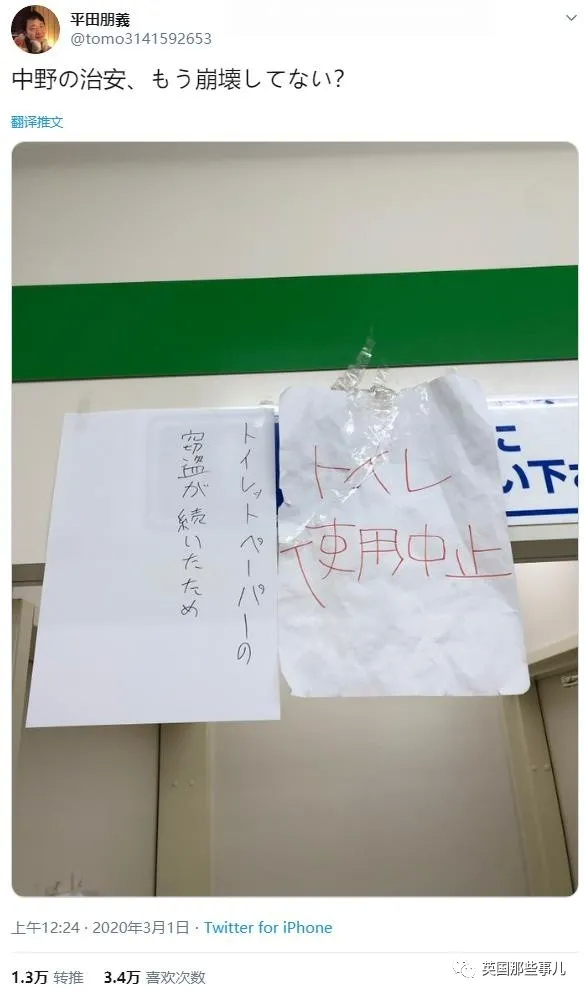 平田朋義
@tomo3141592653
中野の治安、もう崩壊してない?
翻译推文
トイレットペーパーの
窃盗が続いたため
トイレ
使用中止
に
い下さ
上午12:24 · 2020年3月1日 · Twitter for iPhone
1.3万 转推 3.4万 喜欢次数
英国那些事儿